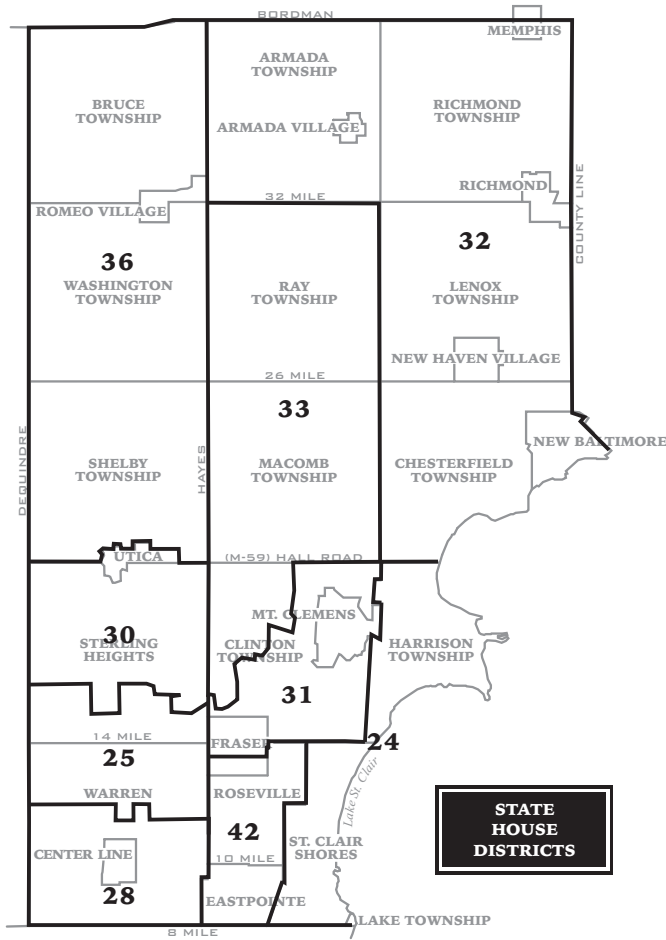 BORDMAN
MEMPHIS
ARMADA
TOWNSHIP
BRUCE
TOWNSHIP
RICHMOND
TOWNSHIP
ARMADA VILLAGE
COUNTY LINE
RICHMOND
32 MILE
ROMEO VILLAGE
32
36
WASHINGTON
TOWNSHIP
RAY
TOWNSHIP
LENOX
TOWNSHIP
NEW HAVEN VILLAGE
26 MILE
33
NEW BALTIMORE
DEQUINDRE
HAYES
SHELBY
TOWNSHIP
MACOMB
TOWNSHIP
CHESTERFIELD
TOWNSHIP
UTICA
(M-59) HALL ROAD
MT. CLEMENS
30
STERLING
HEIGHTS
CLINTON
TOWNSHIP
HARRISON
TOWNSHIP
31
14 MILE
FRASER
24
25
Lake St. Clair
WARREN
ROSEVILLE
STATE
HOUSE
DISTRICTS
42
ST. CLAIR
SHORES
CENTER LINE
10 MILE
28
EASTPOINTE
LAKE TOWNSHIP
8 MILE